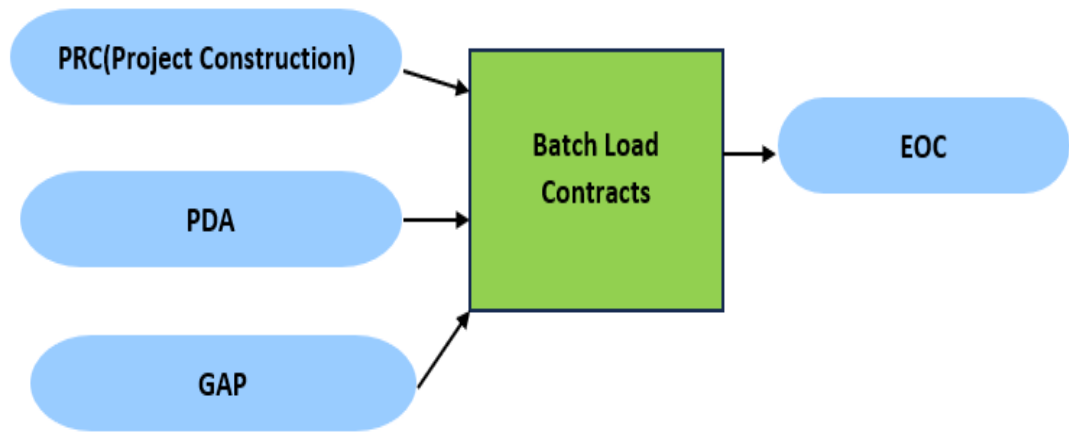 PRC(Project Construction)
PDA
GAP
Batch Load
Contracts
EOC